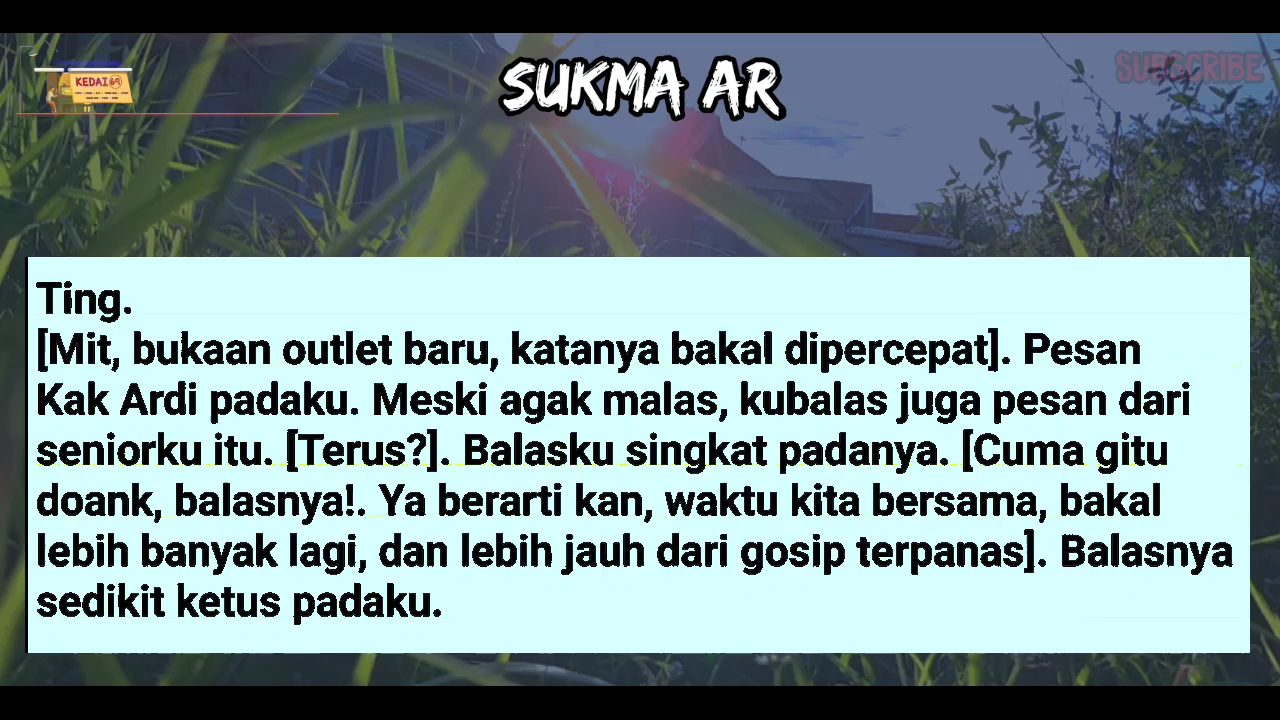 KEDAI 69
SUKMA AR
SUBSCRIBE
Ting.
[Mit, bukaan outlet baru, katanya bakal dipercepat]. Pesan
Kak Ardi padaku. Meski agak malas, kubalas juga pesan dari
seniorku itu. [Terus?]. Balasku singkat padanya. [Cuma gitu
doank, balasnya!. Ya berarti kan, waktu kita bersama, bakal
lebih banyak lagi, dan lebih jauh dari gosip terpanas]. Balasnya
sedikit ketus padaku.